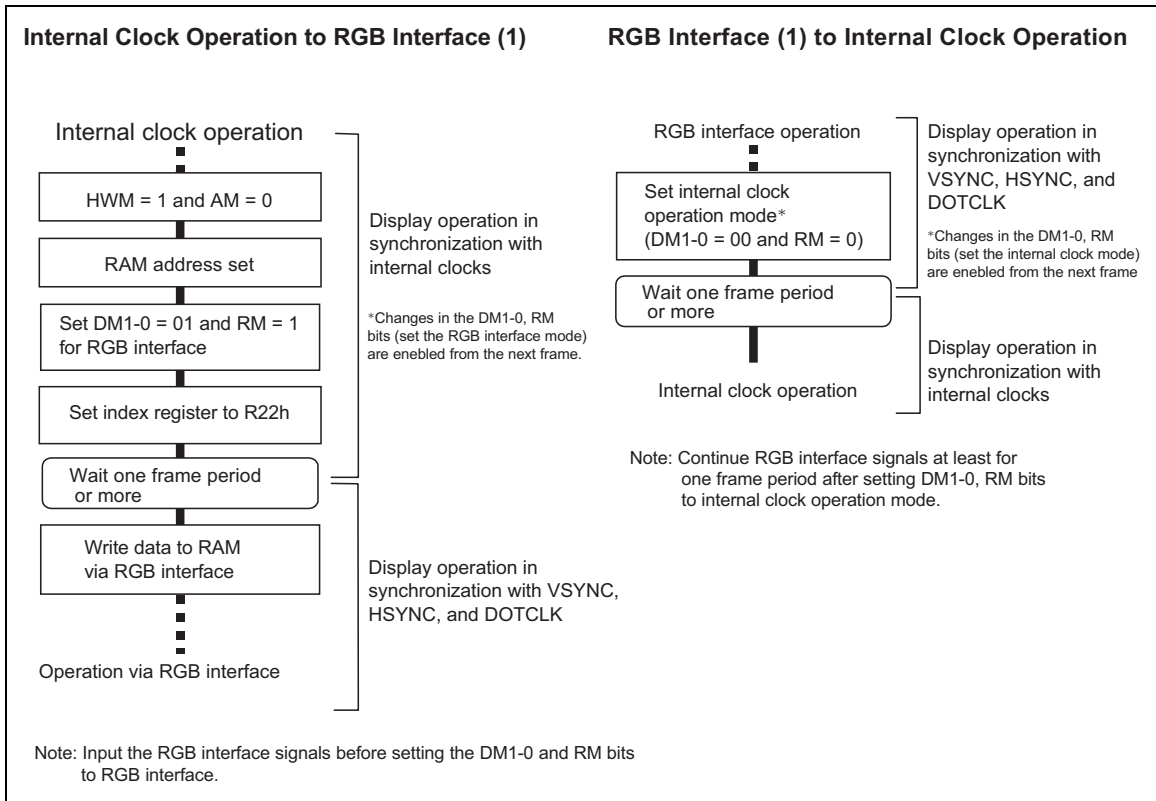 Internal Clock Operation to RGB Interface (1)
Internal clock operation
HWM = 1 and AM = 0
RAM address set
Set DM1-0 = 01 and RM = 1
for RGB interface
Set index register to R22h
Wait one frame period
or more
Write data to RAM
via RGB interface
Operation via RGB interface
Display operation in
synchronization with
internal clocks
*Changes in the DM1-0, RM
bits (set the RGB interface mode)
are enebled from the next frame.
Display operation in
synchronization with VSYNC,
HSYNC, and DOTCLK
Note: Input the RGB interface signals before setting the DM1-0 and RM bits
to RGB interface.
RGB Interface (1) to Internal Clock Operation
RGB interface operation
Set internal clock
operation mode*
(DM1-0 = 00 and RM = 0)
Wait one frame period
or more
Internal clock operation
Display operation in
synchronization with
VSYNC, HSYNC, and
DOTCLK
*Changes in the DM1-0, RM
bits (set the internal clock mode)
are enebled from the next frame
Display operation in
synchronization with
internal clocks
Note: Continue RGB interface signals at least for
one frame period after setting DM1-0, RM bits
to internal clock operation mode.